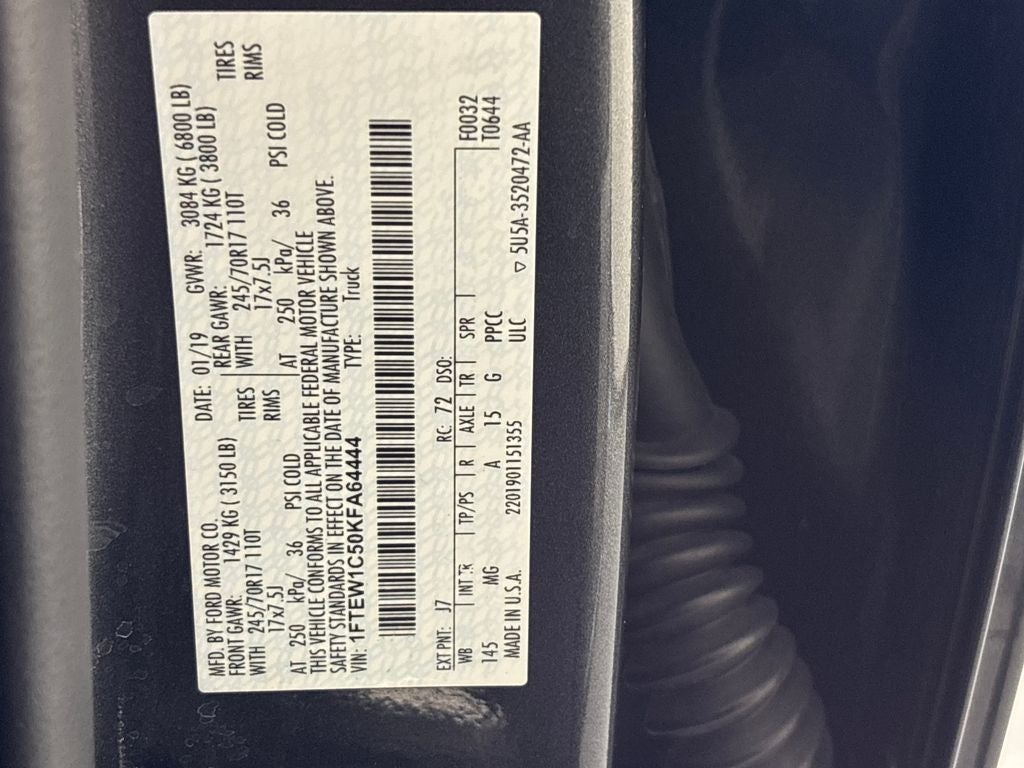 MFD. BY FORD MOTOR CO.
DATE: 01/19 GVWR: 3084 KG ( 6800 LB)
FRONT GAWR: 1429 KG ( 3150 LB)
REAR GAWR: 1724 KG ( 3800 LB)
WITH 245/70R17 110T TIRES
WITH 245/70R17 110T TIRES
17x7.5J RIMS
17x7.5J RIMS
AT 250 kPa/ 36 PSI COLD
AT 250 kPa/ 36 PSI COLD
THIS VEHICLE CONFORMS TO ALL APPLICABLE FEDERAL MOTOR VEHICLE
SAFETY STANDARDS IN EFFECT ON THE DATE OF MANUFACTURE SHOWN ABOVE.
VIN: 1FTEW1C50KFA64444 TYPE: Truck
EXT PNT: J7 RC: 72 DSO:
WB INT TR TP/PS R AXLE TR SPR F0032
145 MG A 15 G PPCC T0644
MADE IN U.S.A. 2201901151355 ULC ▽ 5U5A-3520472-AA